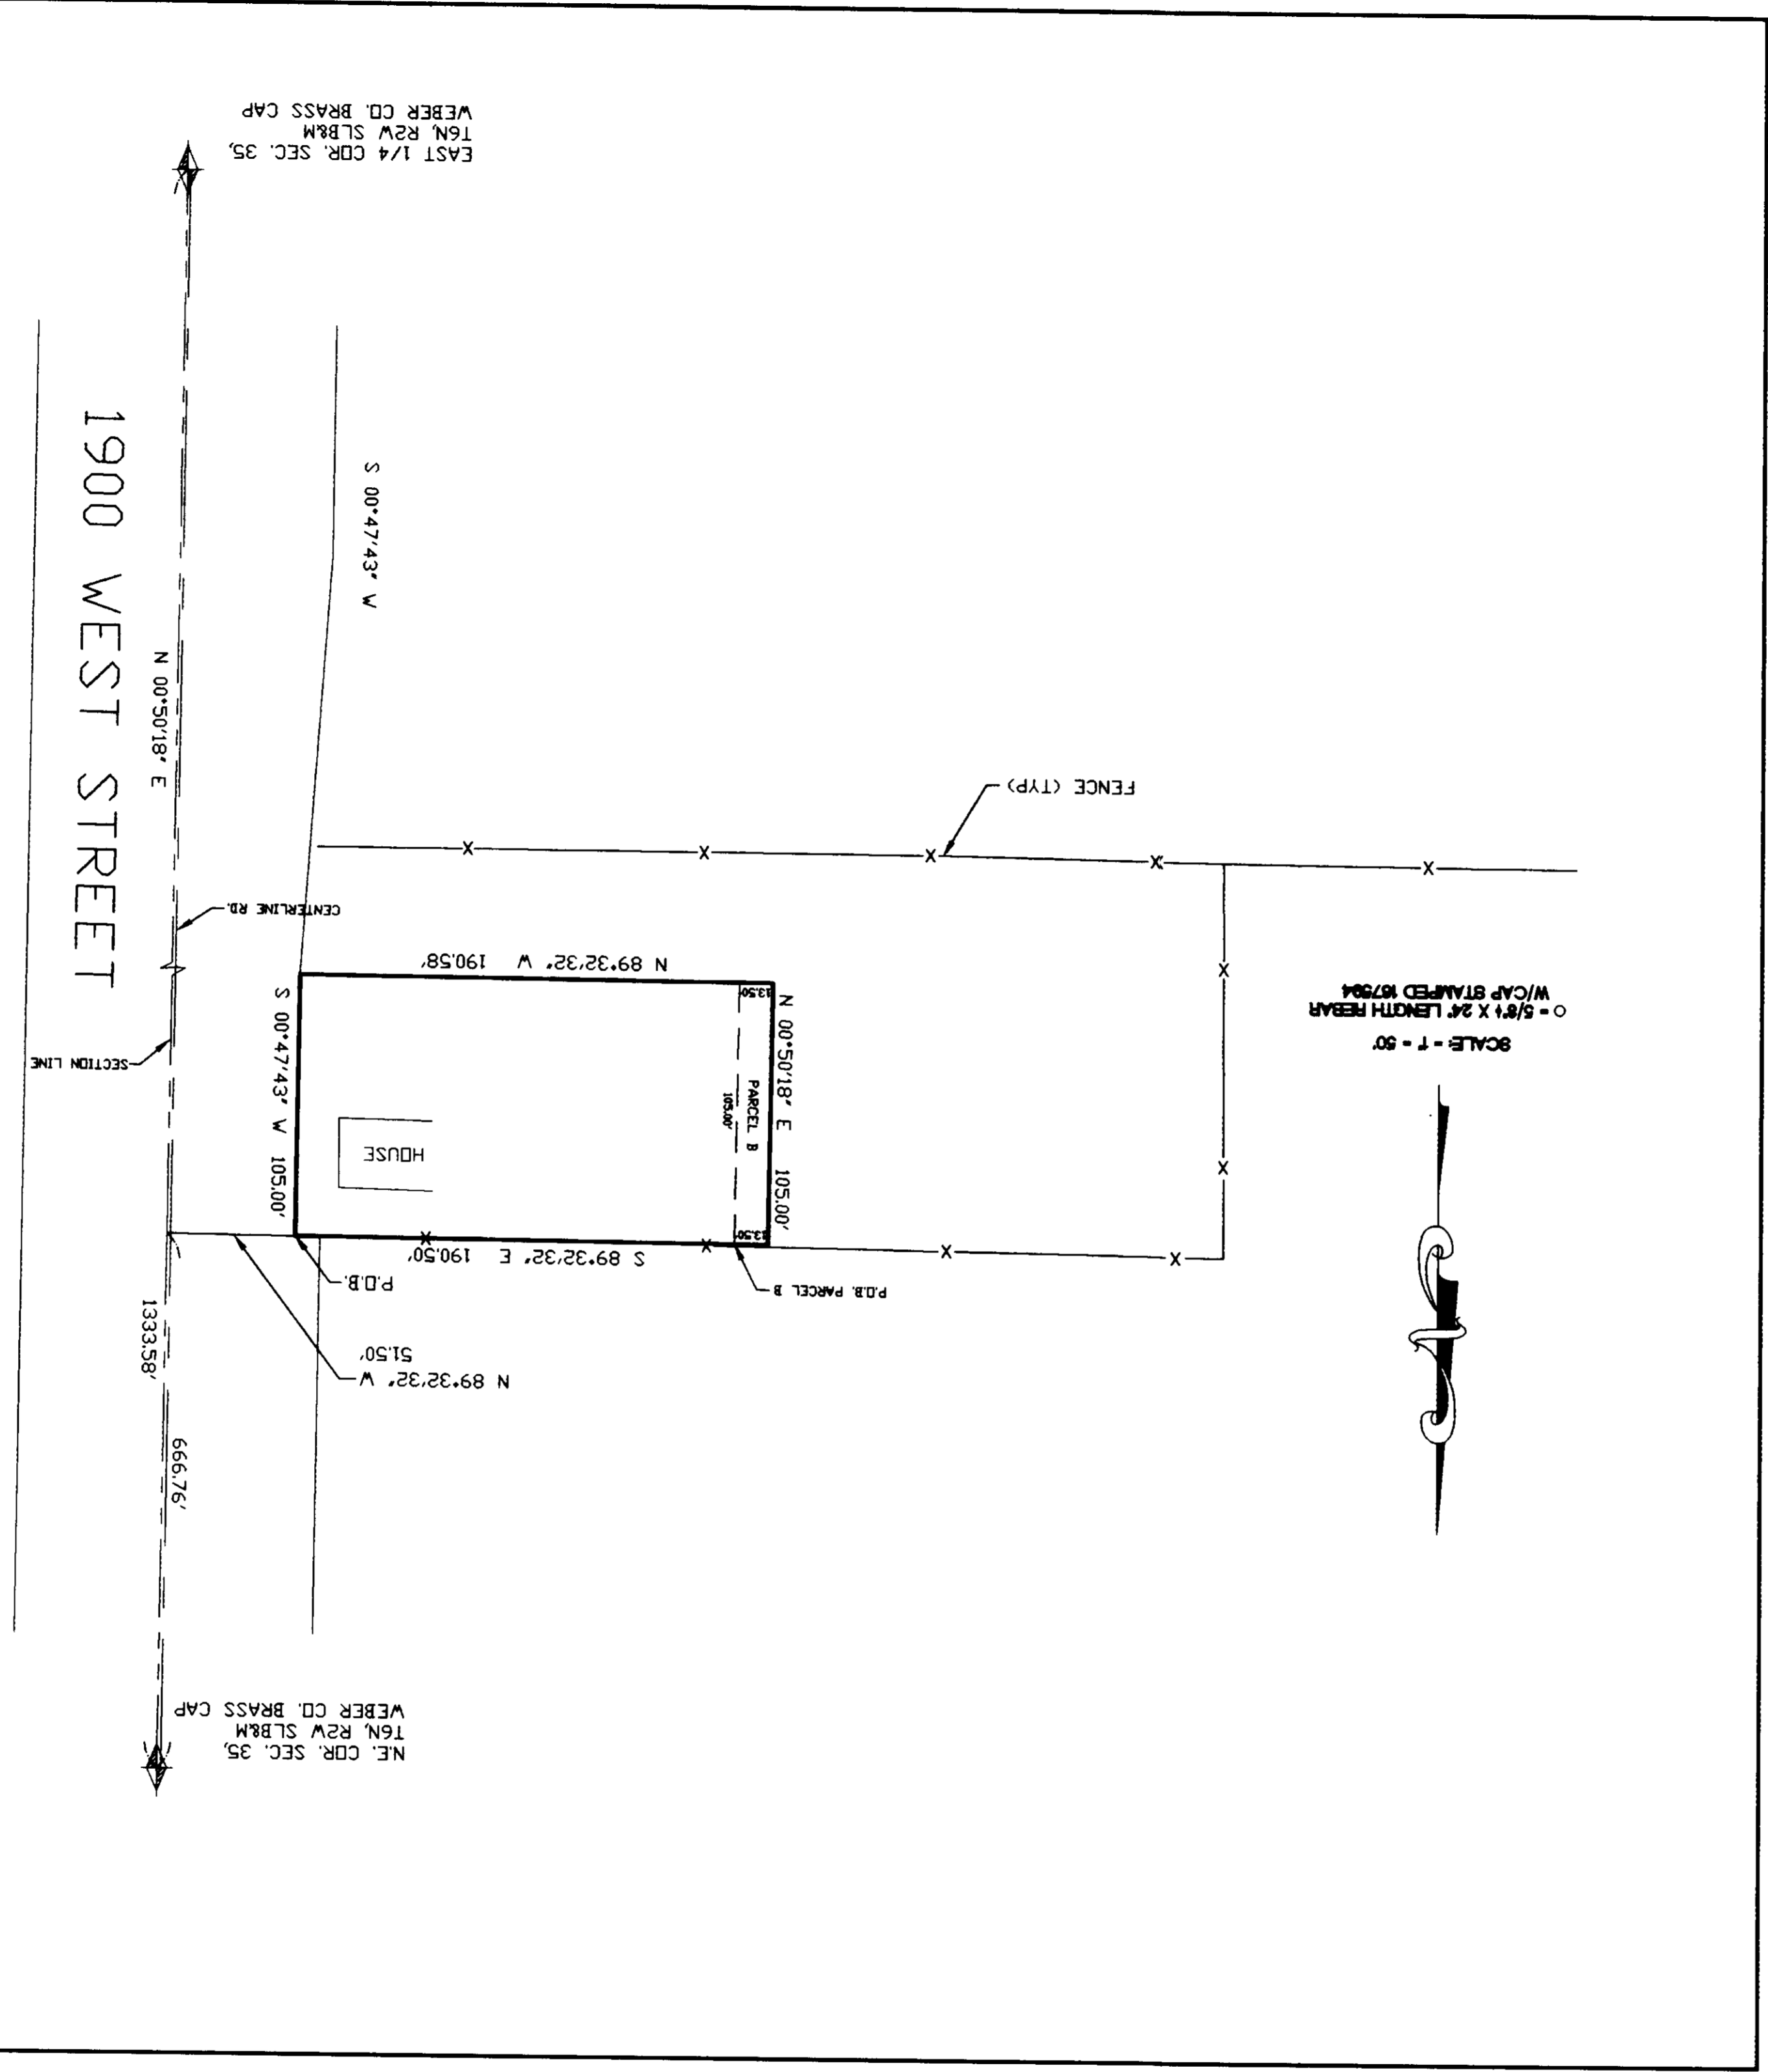 N.E. COR. SEC. 35,
T6N, R2W SLB&M
WEBER CO. BRASS CAP
666.76'
1333.58'
N 89°32'32" W
51.50'
P.O.B.
P.O.B. PARCEL B
S 89°32'32" E 190.50'
13.50'
S 00°47'43" W 105.00'
HOUSE
PARCEL B
105.00'
N 00°50'18" E 105.00'
13.50'
N 89°32'32" W 190.58'
SCALE: - 1" = 50'
○ = 5/8"∅ X 24" LENGTH REBAR
W/CAP STAMPED 167594
SECTION LINE
CENTERLINE RD.
FENCE (TYP)
N 00°50'18" E
1900 WEST STREET
S 00°47'43" W
EAST 1/4 COR. SEC. 35,
T6N, R2W SLB&M
WEBER CO. BRASS CAP